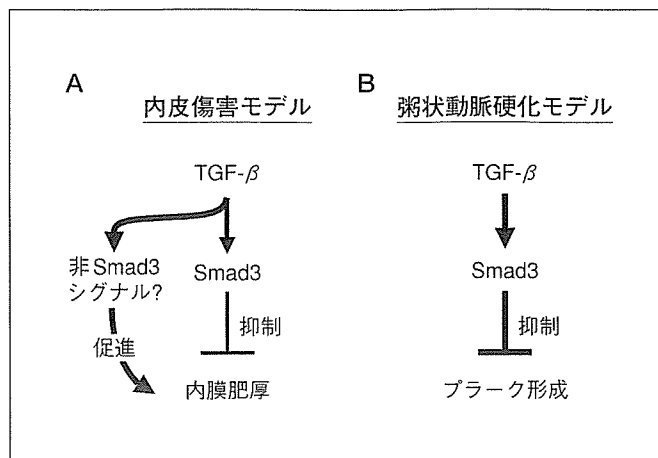 A
内皮傷害モデル
TGF-β
非Smad3
シグナル?
Smad3
促進
抑制
内膜肥厚
B
粥状動脈硬化モデル
TGF-β
Smad3
抑制
プラーク形成